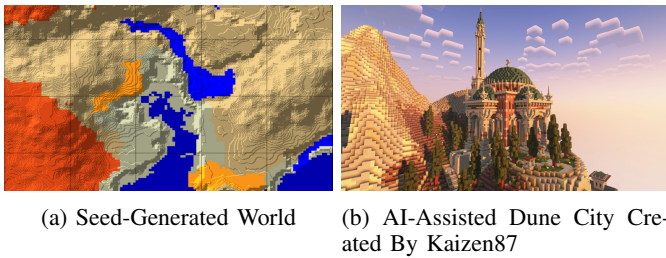 (a) Seed-Generated World
(b) AI-Assisted Dune City Cre-
ated By Kaizen87